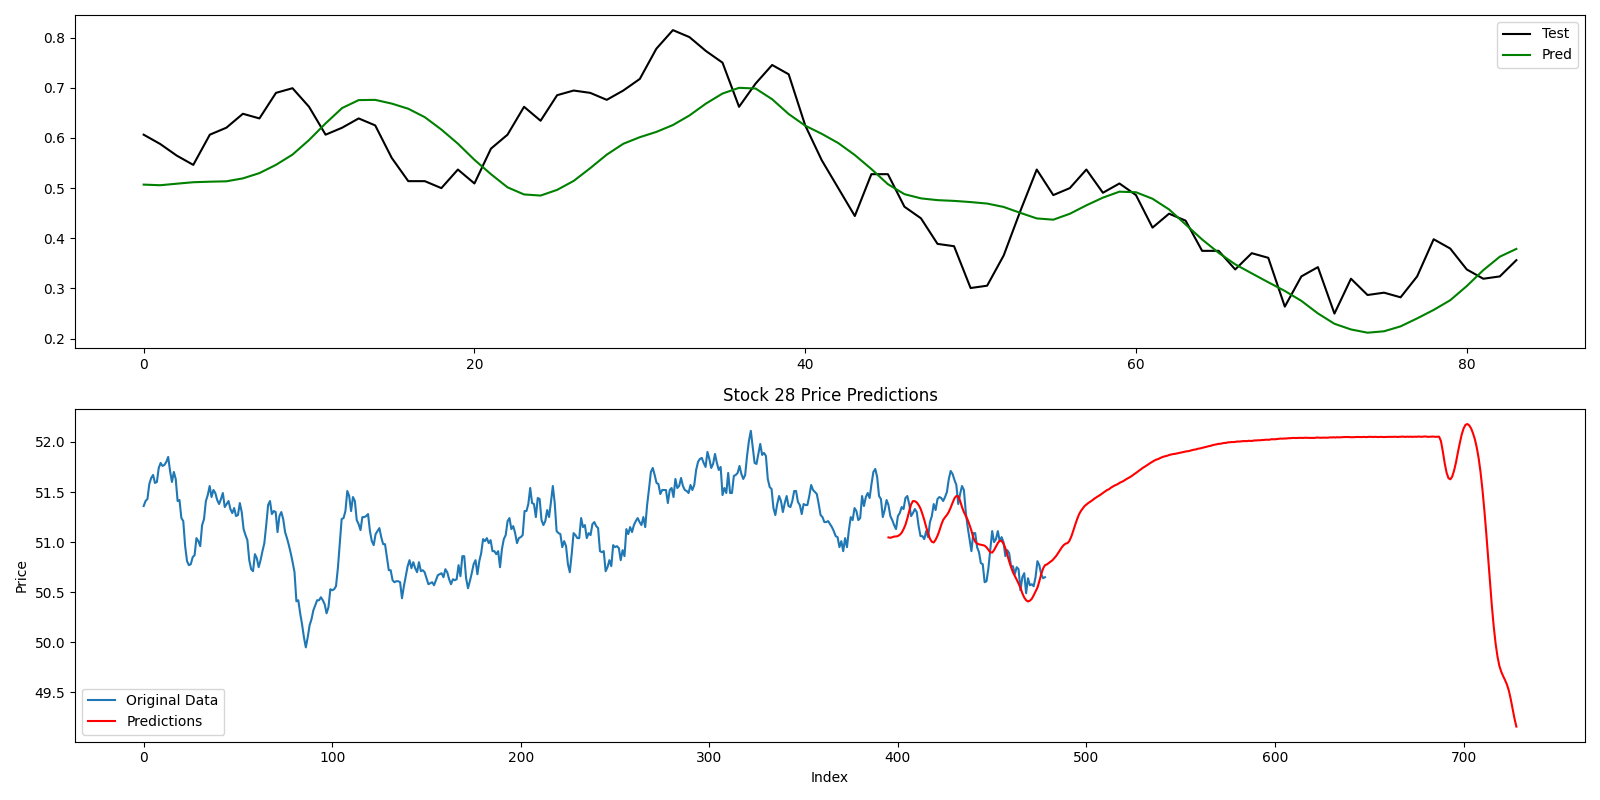 0.8
0.7
0.6
0.5
0.4
0.3
0.2
Test
Pred
0 20 40 60 80
Stock 28 Price Predictions
Price
52.0
51.5
51.0
50.5
50.0
49.5
Original Data
Predictions
0 100 200 300 400 500 600 700
Index